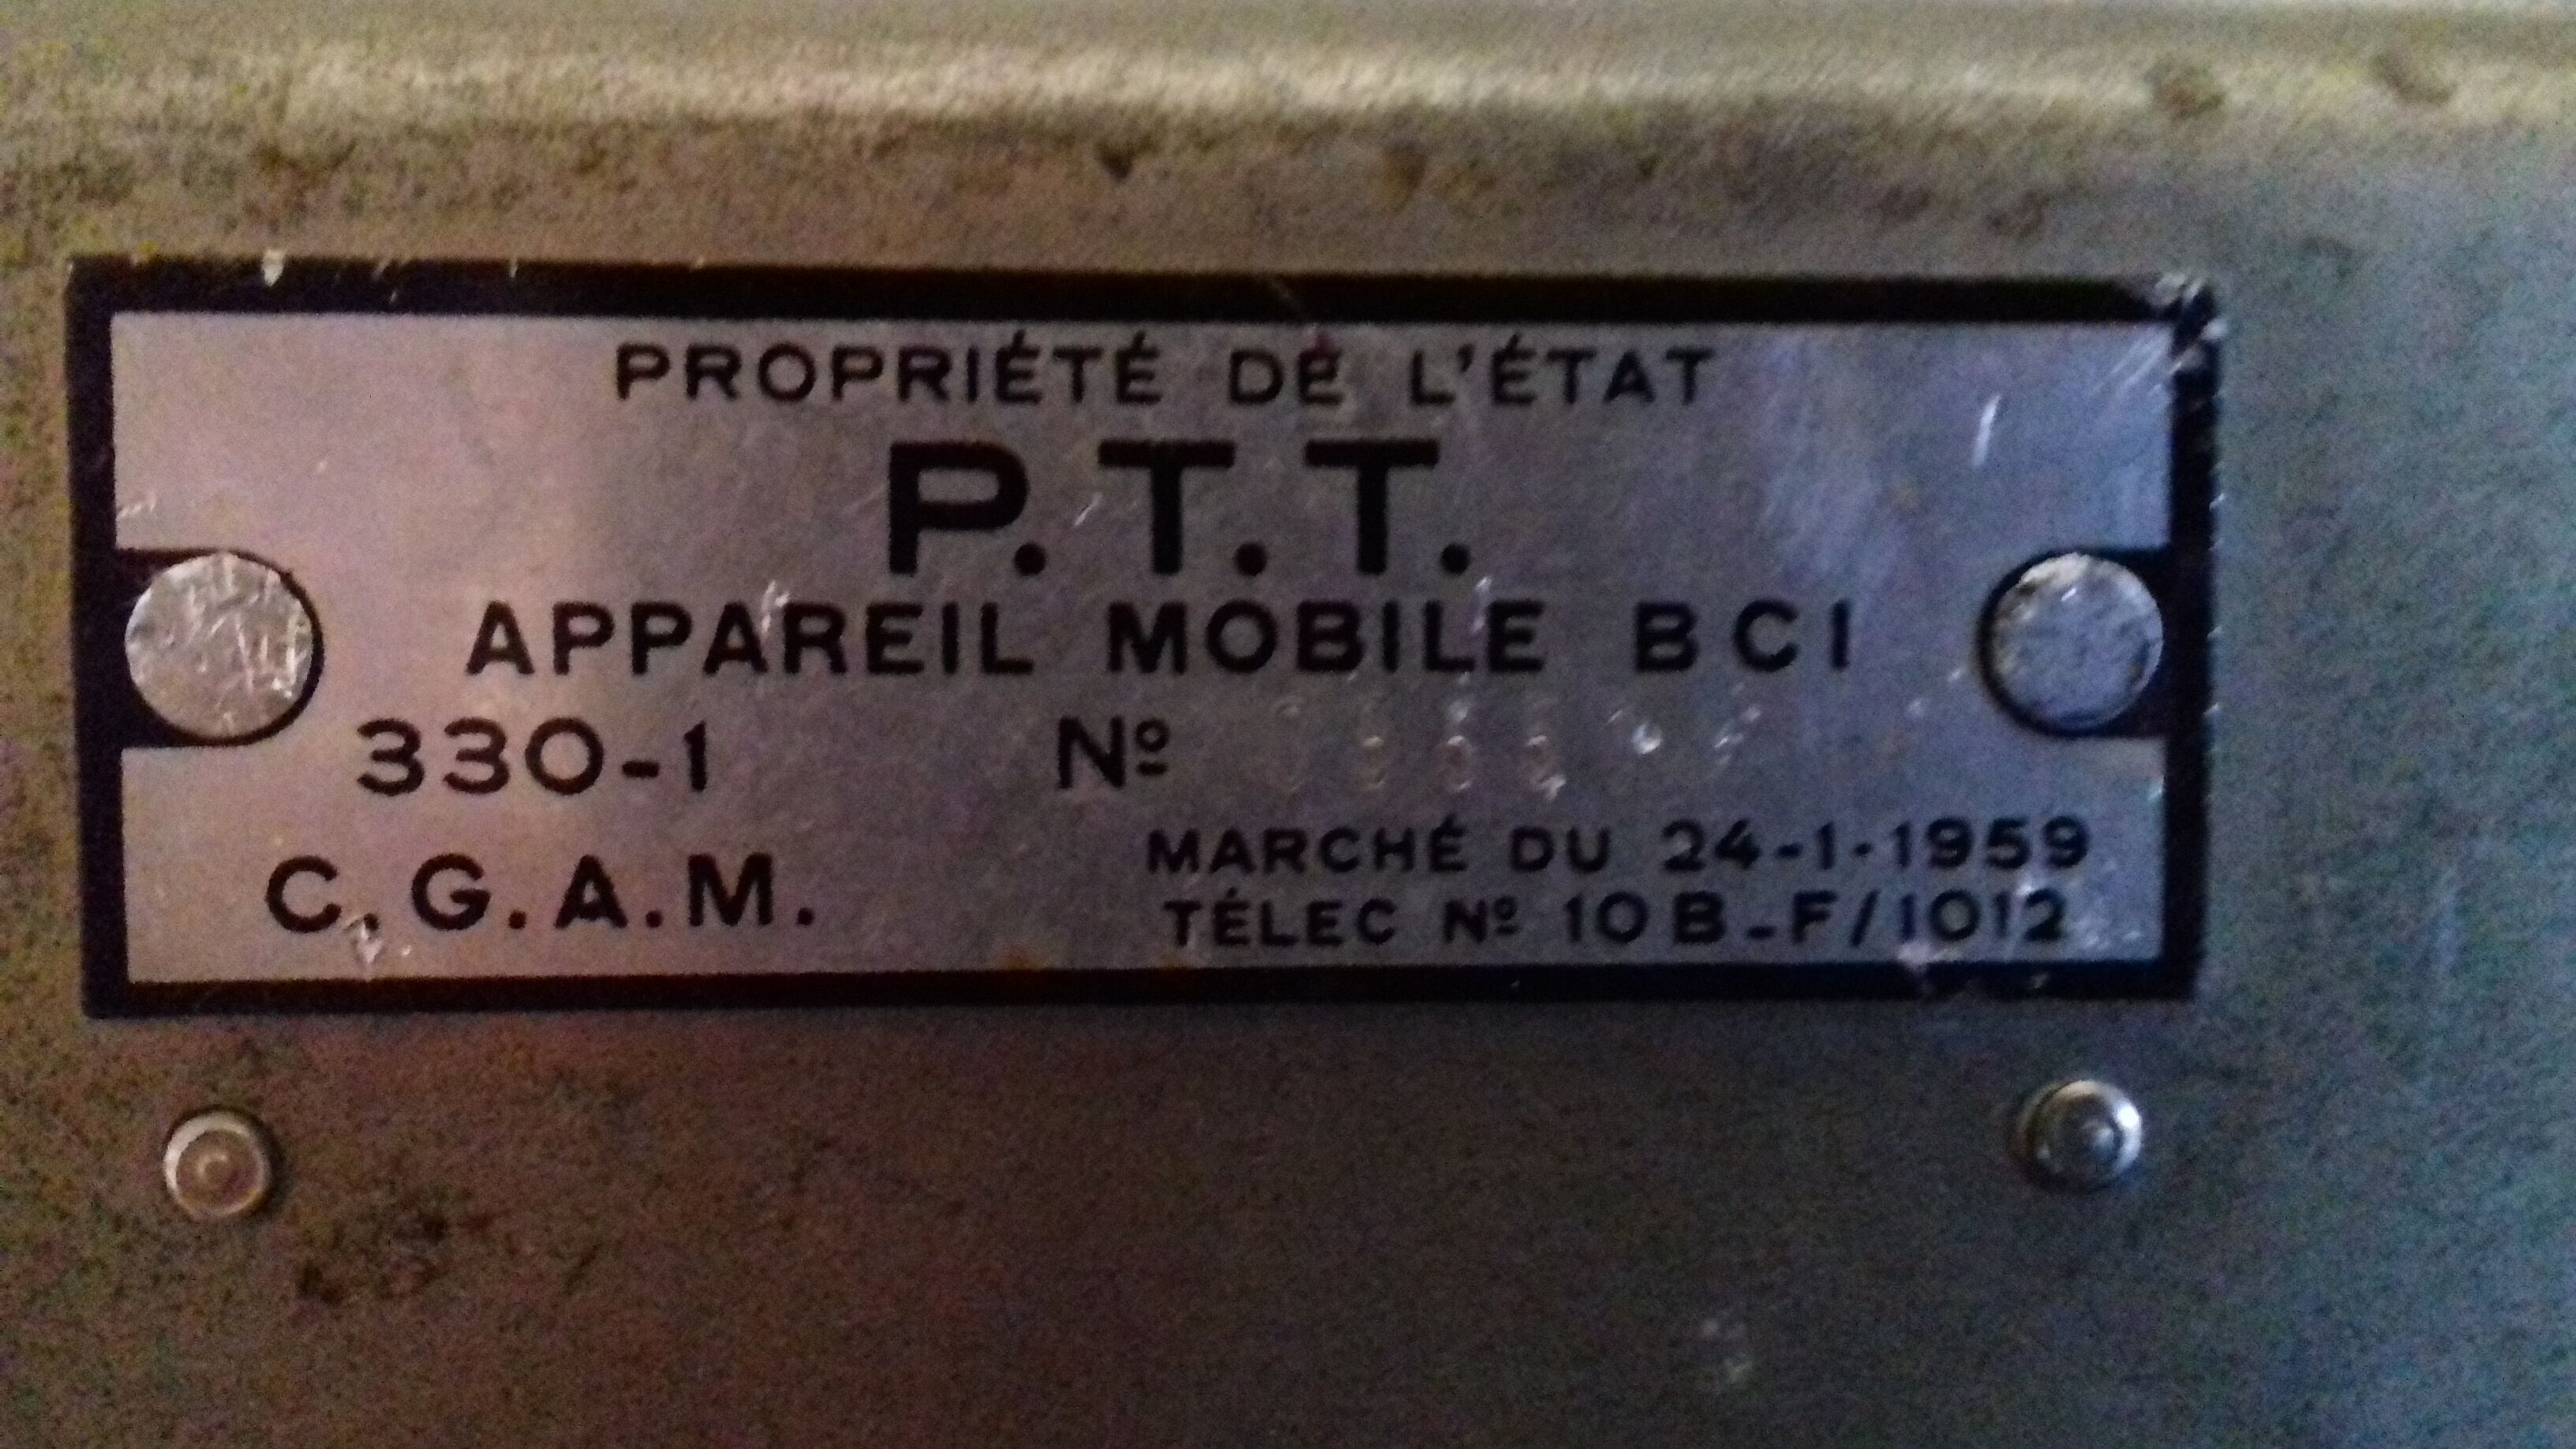 PROPRIÉTÉ DE L'ÉTAT
P.T.T.
APPAREIL MOBILE BCI
330-1 Nº
C.G.A.M.
MARCHÉ DU 24-1-1959
TÉLEC Nº 10 B-F/1012